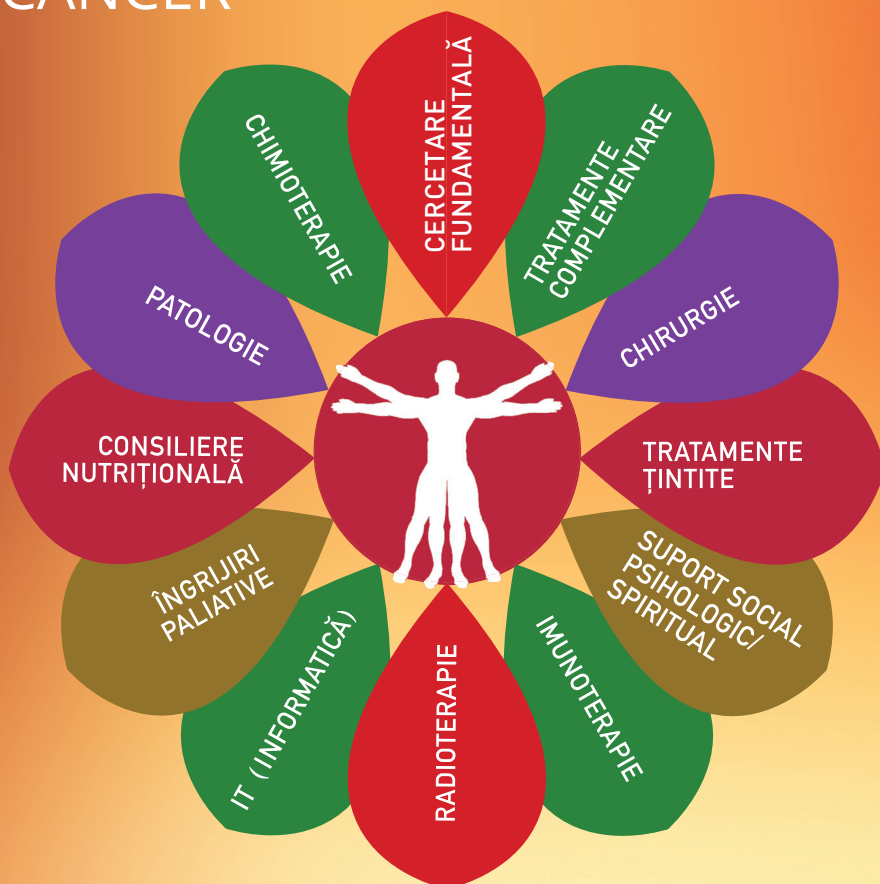 CANCER
CERCETARE
FUNDAMENTALĂ
TRATAMENTE
COMPLEMENTARE
CHIRURGIE
TRATAMENTE
ȚINTITE
SUPORT SOCIAL
PSIHOLOGIC/
SPIRITUAL
IMUNOTERAPIE
RADIOTERAPIE
IT (INFORMATICĂ)
ÎNGRIJIRI
PALIATIVE
CONSILIERE
NUTRIȚIONALĂ
PATOLOGIE
CHIMIOTERAPIE